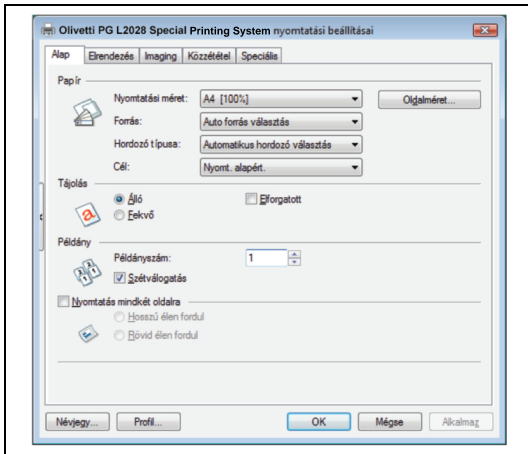 Olivetti PG L2028 Special Printing System nyomtatási beállításai
Alap Elrendezés Imaging Közzététel Speciális
Papír
Nyomtatási méret: A4 [100%] Oldalméret...
Forrás: Auto forrás választás
Hordozó típusa: Automatikus hordozó választás
Cél: Nyomt. alapért.
Tájolás
Álló Elforgatott
Fekvő
Példány
Példányszám: 1
Szétválogatás
Nyomtatás mindkét oldalra
Hosszú élen fordul
Rövid élen fordul
Névjegy... Profil... OK Mégse Alkalmaz